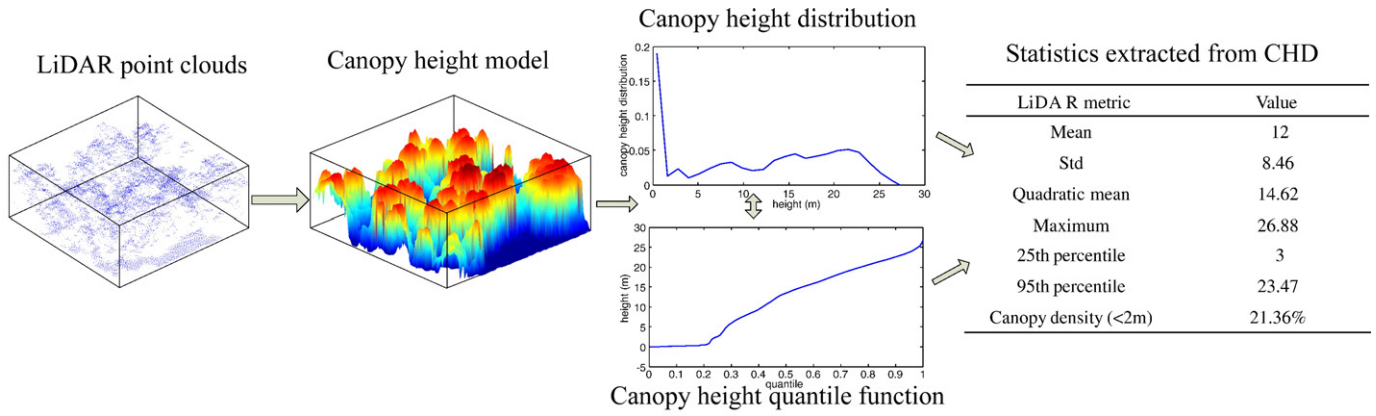 LiDAR point clouds
Canopy height model
Canopy height distribution
canopy height distribution
0.2
0.15
0.1
0.05
0
0 5 10 15 20 25 30
height (m)
height (m)
30
25
20
15
10
5
0
-5
0 0.1 0.2 0.3 0.4 0.5 0.6 0.7 0.8 0.9 1
quantile
Canopy height quantile function
Statistics extracted from CHD
LiDA R metric Value
Mean 12
Std 8.46
Quadratic mean 14.62
Maximum 26.88
25th percentile 3
95th percentile 23.47
Canopy density (<2m) 21.36%